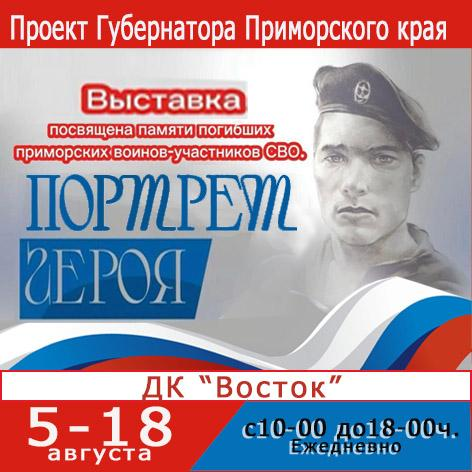 Проект Губернатора Приморского края
Выставка
посвящена памяти погибших
приморских воинов-участников СВО.
ПОРТРЕТ
ГЕРОЯ
ДК “Восток”
5-18
августа
с10-00 до18-00ч.
Ежедневно